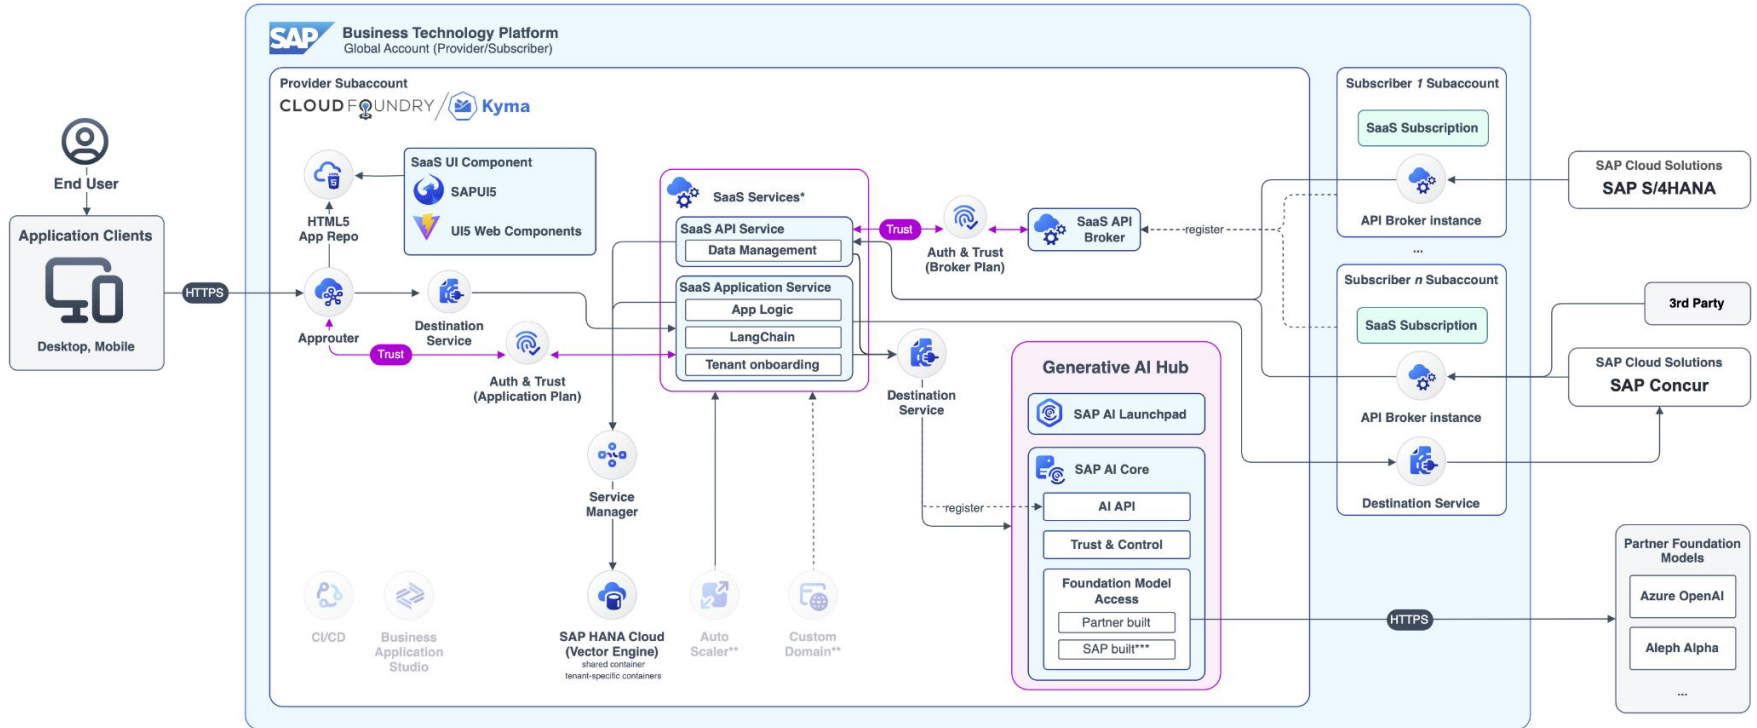 SAP
Business Technology Platform
Global Account (Provider/Subscriber)
Provider Subaccount
CLOUD FOUNDRY
Kyma
End User
Application Clients
Desktop, Mobile
HTTPS
5
HTML5
App Repo
SaaS UI Component
SAPUI5
UI5 Web Components
Approuter
Destination
Service
Trust
Auth & Trust
(Application Plan)
SaaS Services*
SaaS API Service
Data Management
SaaS Application Service
App Logic
LangChain
Tenant onboarding
Trust
Auth & Trust
(Broker Plan)
SaaS API
Broker
register
Destination
Service
Service
Manager
SAP HANA Cloud
(Vector Engine)
shared container
tenant-specific containers
CI/CD
Business
Application
Studio
Auto
Scaler**
Custom
Domain**
Generative AI Hub
SAP AI Launchpad
SAP AI Core
register
AI API
Trust & Control
Foundation Model
Access
Partner built
SAP built***
HTTPS
Subscriber 1 Subaccount
SaaS Subscription
API Broker instance
...
Subscriber n Subaccount
SaaS Subscription
API Broker instance
Destination Service
SAP Cloud Solutions
SAP S/4HANA
3rd Party
SAP Cloud Solutions
SAP Concur
Partner Foundation
Models
Azure OpenAI
Aleph Alpha
...